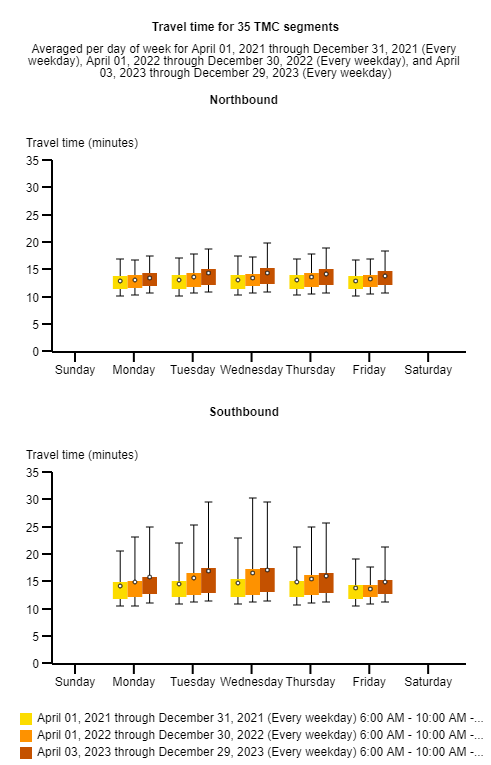 Travel time for 35 TMC segments
Averaged per day of week for April 01, 2021 through December 31, 2021 (Every
weekday), April 01, 2022 through December 30, 2022 (Every weekday), and April
03, 2023 through December 29, 2023 (Every weekday)
Northbound
Travel time (minutes)
35
30
25
20
15
10
5
0
Sunday Monday Tuesday Wednesday Thursday Friday Saturday
Southbound
Travel time (minutes)
35
30
25
20
15
10
5
0
Sunday Monday Tuesday Wednesday Thursday Friday Saturday
April 01, 2021 through December 31, 2021 (Every weekday) 6:00 AM - 10:00 AM -...
April 01, 2022 through December 30, 2022 (Every weekday) 6:00 AM - 10:00 AM -...
April 03, 2023 through December 29, 2023 (Every weekday) 6:00 AM - 10:00 AM -...